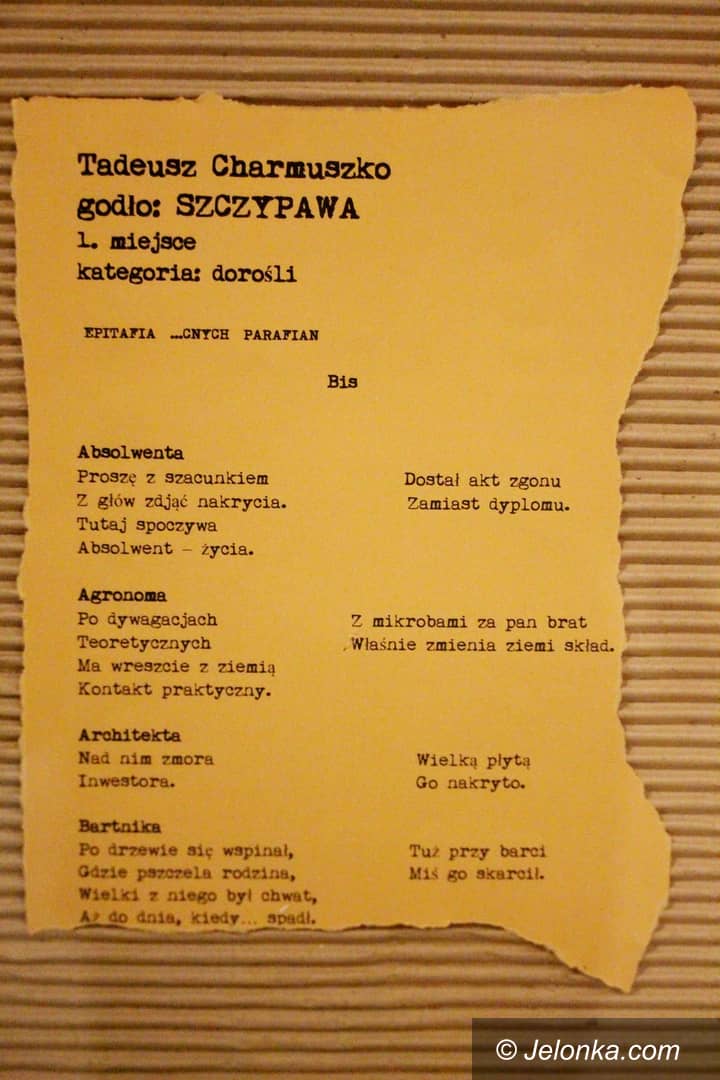 Tadeusz Charmuszko
godło: SZCZYPAWA
1. miejsce
kategoria: dorośli
EPITAFIA …CNYCH PARAFIAN
Bis
Absolwenta
Proszę z szacunkiem
Z głów zdjąć nakrycia.
Tutaj spoczywa
Absolwent – życia.
Dostał akt zgonu
Zamiast dyplomu.
Agronoma
Po dywagacjach
Teoretycznych
Ma wreszcie z ziemią
Kontakt praktyczny.
Z mikrobami za pan brat
Właśnie zmienia ziemi skład.
Architekta
Nad nim zmora
Inwestora.
Wielką płytą
Go nakryto.
Bartnika
Po drzewie się wspinał,
Gdzie pszczela rodzina,
Wielki z niego był chwat,
Aż do dnia, kiedy... spadł.
Tuż przy barci
Miś go skarcił.
© Jelonka.com